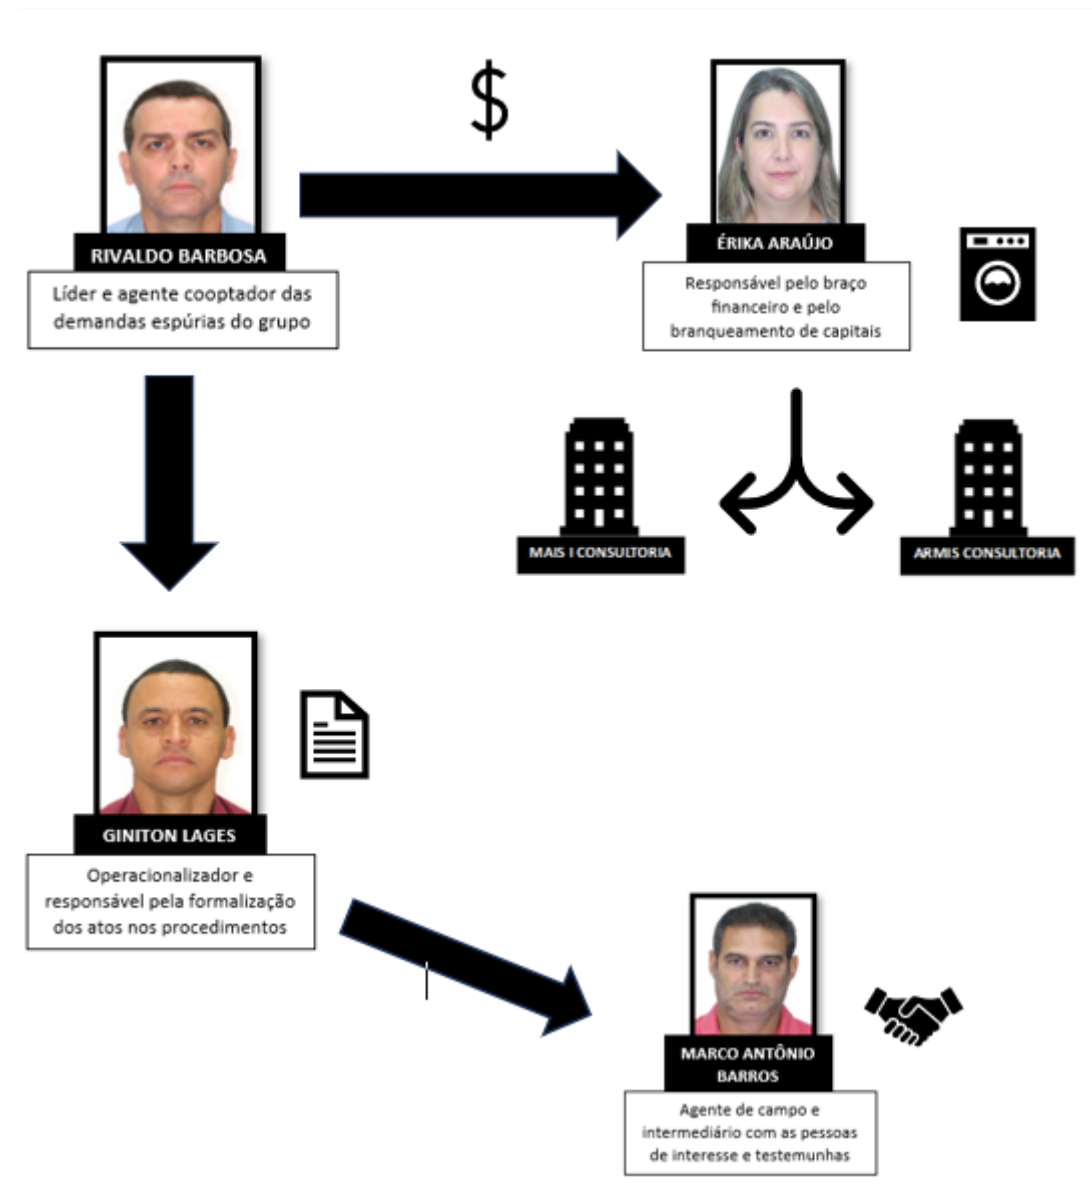 $
RIVALDO BARBOSA
Líder e agente cooptador das
demandas espúrias do grupo
ÉRIKA ARAÚJO
Responsável pelo braço
financeiro e pelo
branqueamento de capitais
MAIS I CONSULTORIA
ARMIS CONSULTORIA
GINITON LAGES
Operacionalizador e
responsável pela formalização
dos atos nos procedimentos
MARCO ANTÔNIO
BARROS
Agente de campo e
intermediário com as pessoas
de interesse e testemunhas